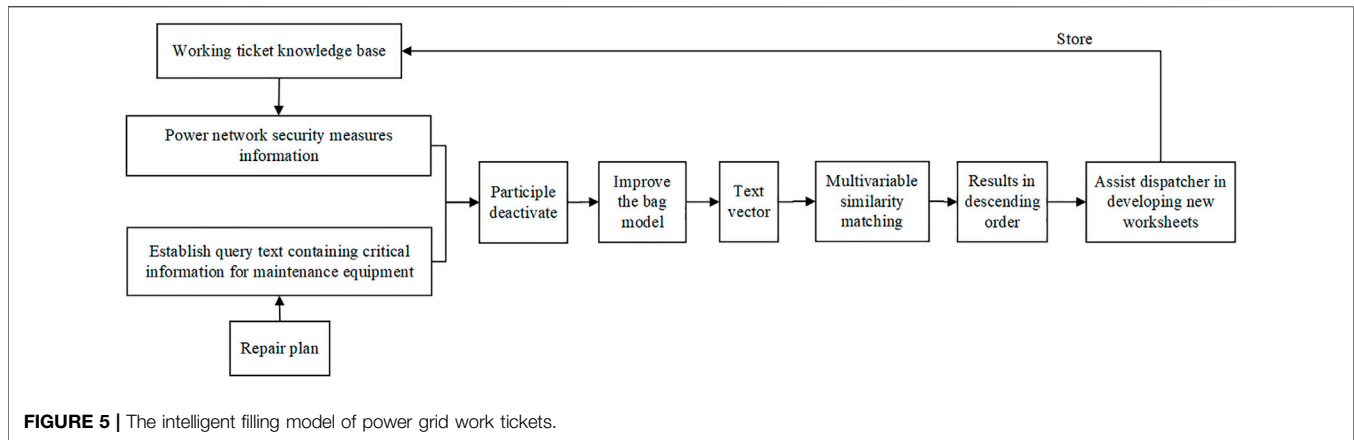 Working ticket knowledge base
Store
Power network security measures
information
Participle
deactivate
Improve
the bag
model
Text
vector
Multivariable
similarity
matching
Results in
descending
order
Assist dispatcher in
developing new
worksheets
Establish query text containing critical
information for maintenance equipment
Repair plan
FIGURE 5 | The intelligent filling model of power grid work tickets.